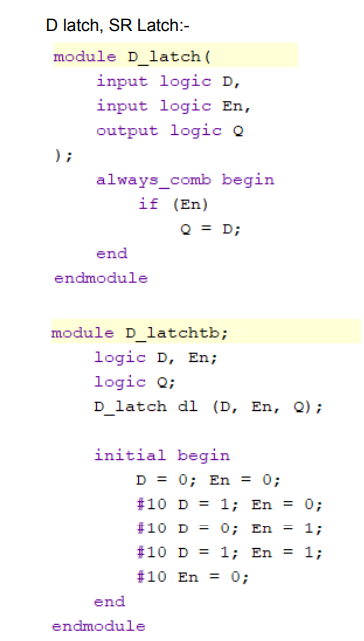 D latch, SR Latch:-
module D_latch(
input logic D,
input logic En,
output logic Q
);
always_comb begin
if (En)
Q = D;
end
endmodule
module D_latchtb;
logic D, En;
logic Q;
D_latch dl (D, En, Q);
initial begin
D = 0; En = 0;
#10 D = 1; En = 0;
#10 D = 0; En = 1;
#10 D = 1; En = 1;
#10 En = 0;
end
endmodule